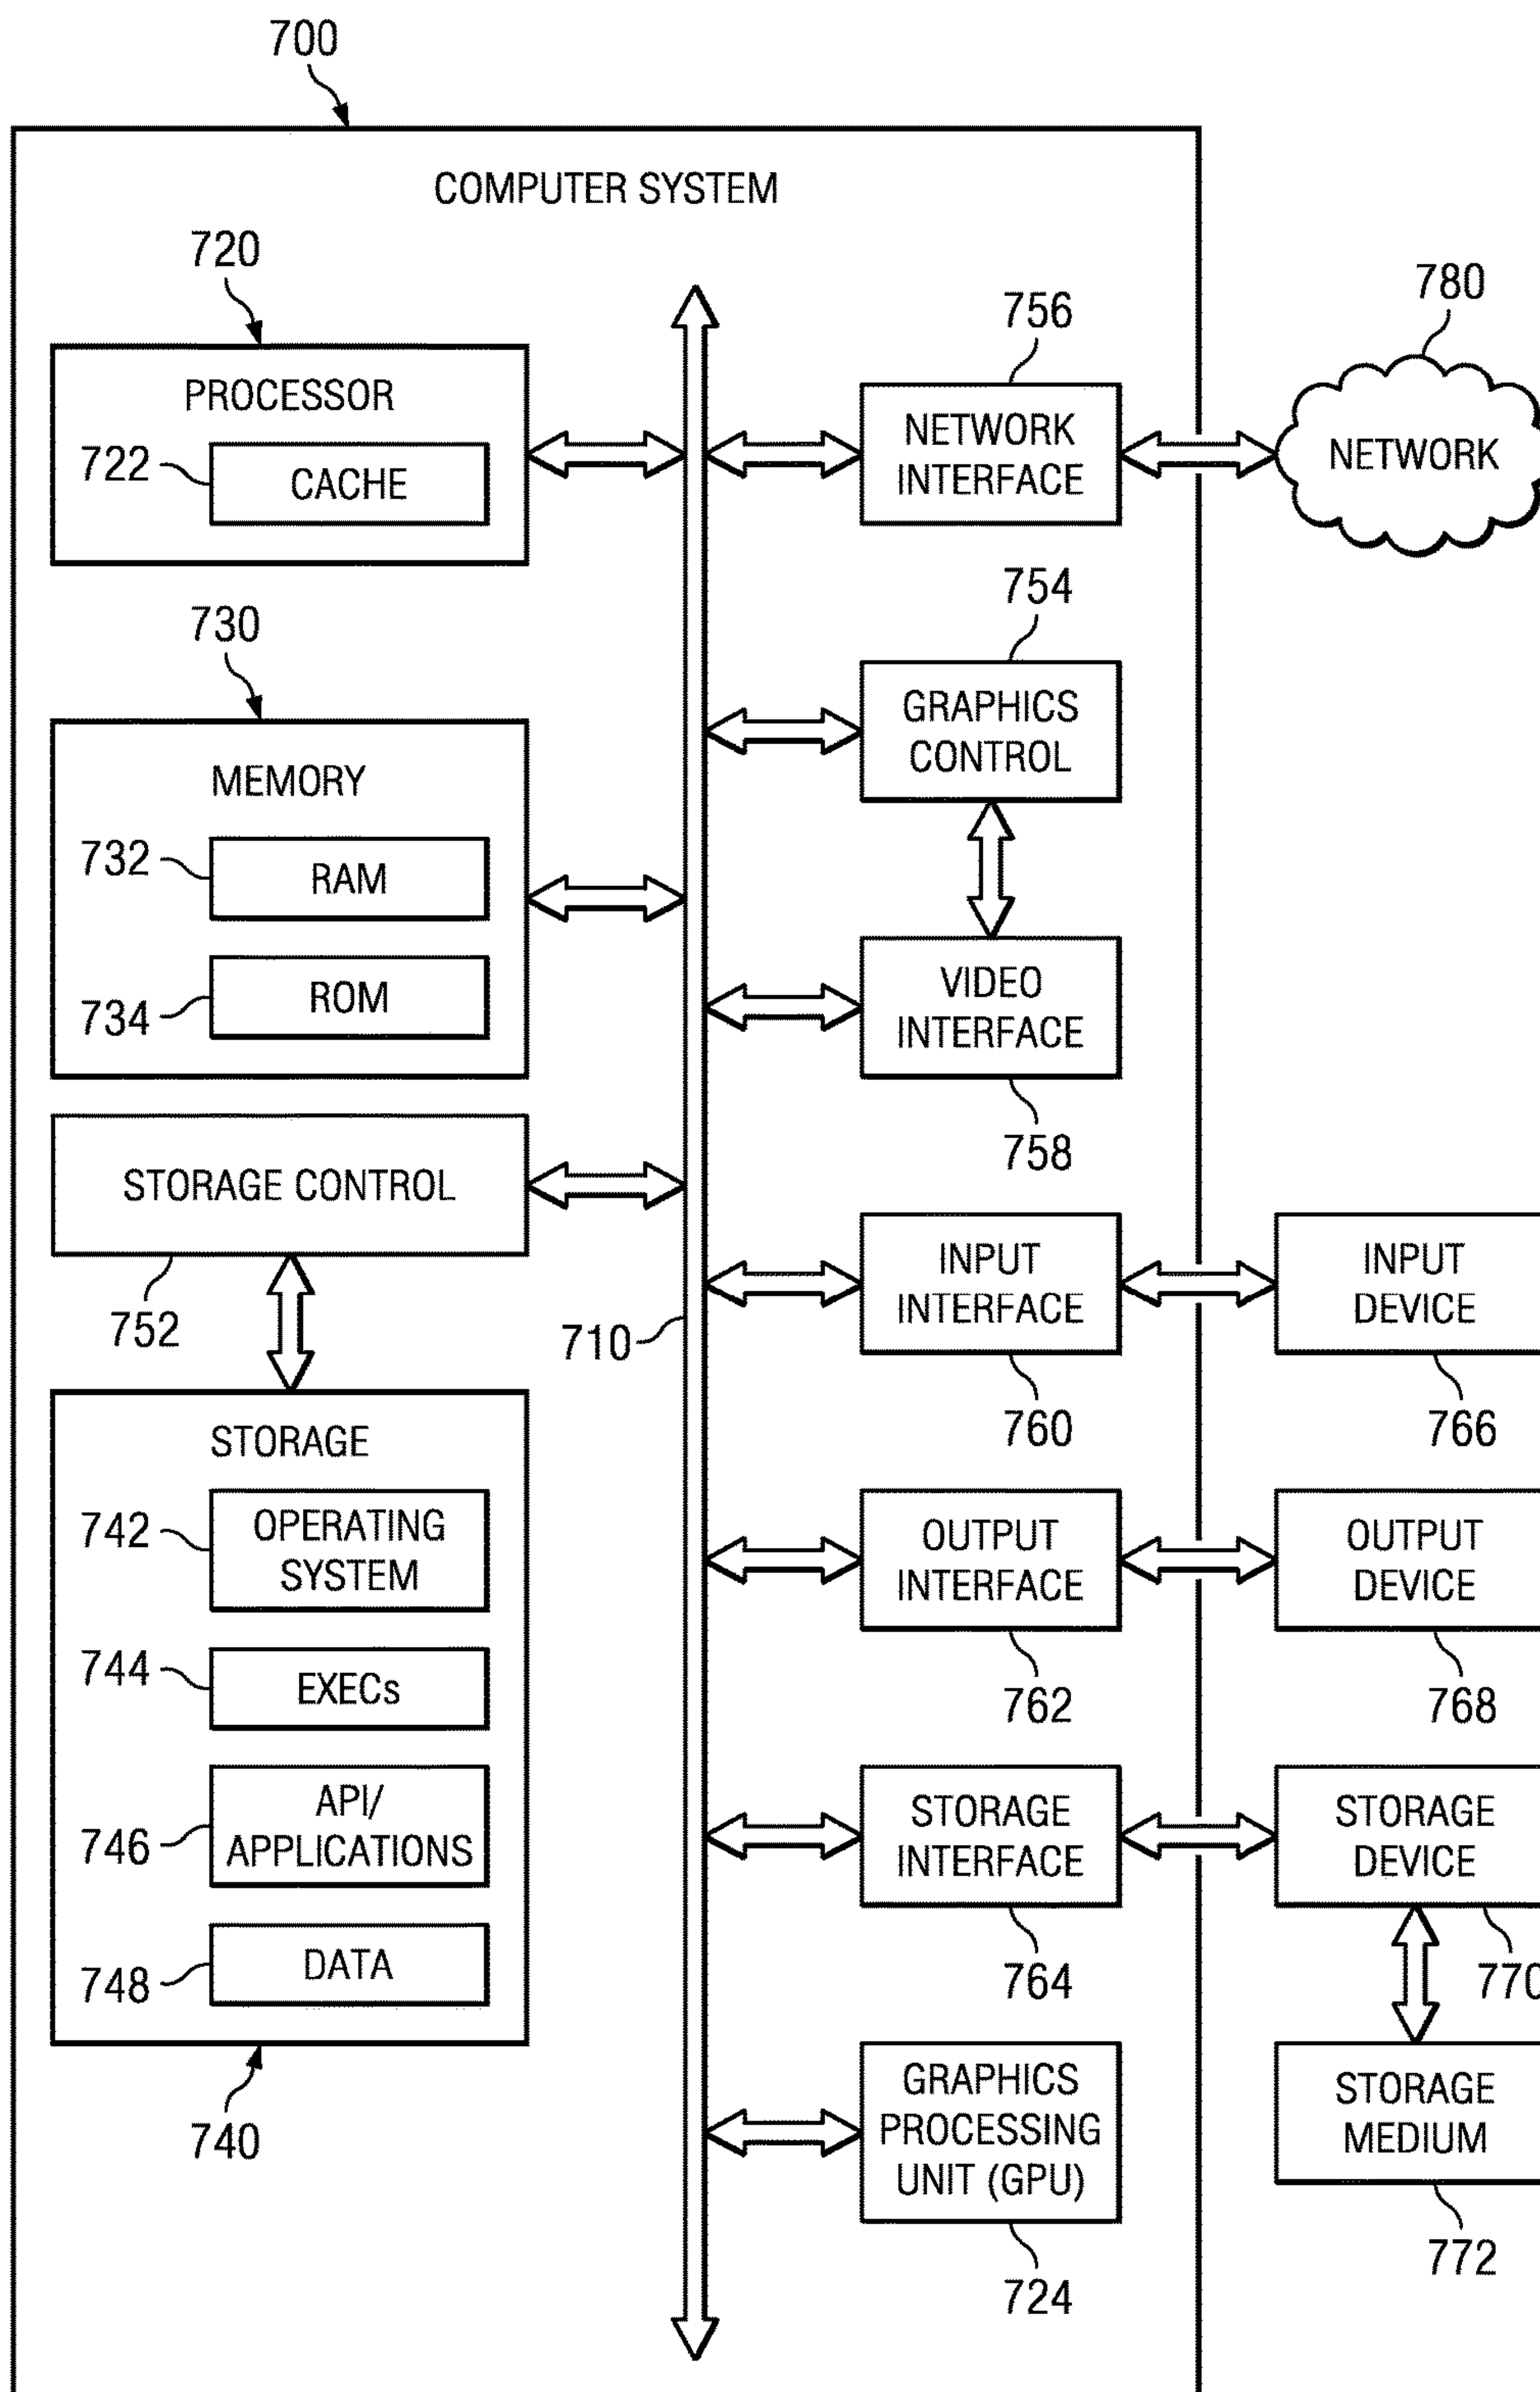 700
COMPUTER SYSTEM
720
PROCESSOR
722
CACHE
730
MEMORY
732
RAM
734
ROM
STORAGE CONTROL
752
STORAGE
742
OPERATING
SYSTEM
744
EXECs
746
API/
APPLICATIONS
748
DATA
740
710
756
NETWORK
INTERFACE
780
NETWORK
754
GRAPHICS
CONTROL
VIDEO
INTERFACE
758
INPUT
INTERFACE
760
INPUT
DEVICE
766
OUTPUT
INTERFACE
762
OUTPUT
DEVICE
768
STORAGE
INTERFACE
764
STORAGE
DEVICE
770
GRAPHICS
PROCESSING
UNIT (GPU)
724
STORAGE
MEDIUM
772